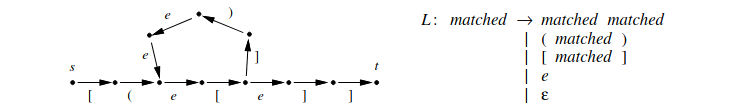 e )
e ]
s t
[ ( e [ e ] ]
L: matched → matched matched
| ( matched )
| [ matched ]
| e
| ε